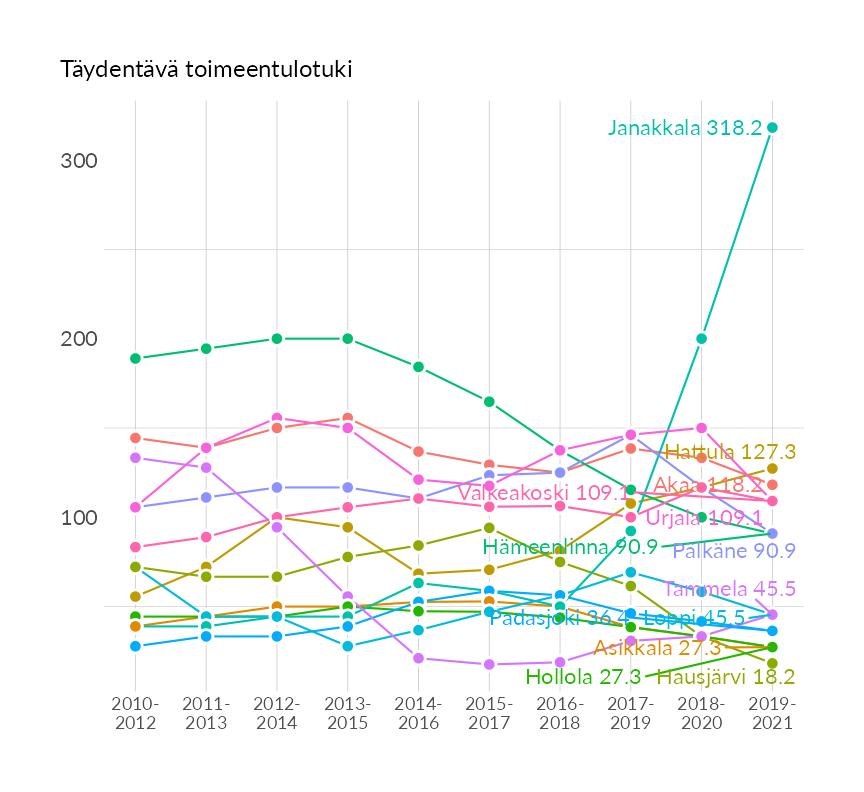 Täydentävä toimeentulotuki
Janakkala 318.2
300
200
Hattula 127.3
Akaa 118.2
Valkeakoski 109.1
100
Urjala 109.1
Hämeenlinna 90.9
Pälkäne 90.9
Tammela 45.5
Padasjoki 36.4
Loppi 45.5
Asikkala 27.3
Hollola 27.3
Hausjärvi 18.2
2010-
2012
2011-
2013
2012-
2014
2013-
2015
2014-
2016
2015-
2017
2016-
2018
2017-
2019
2018-
2020
2019-
2021